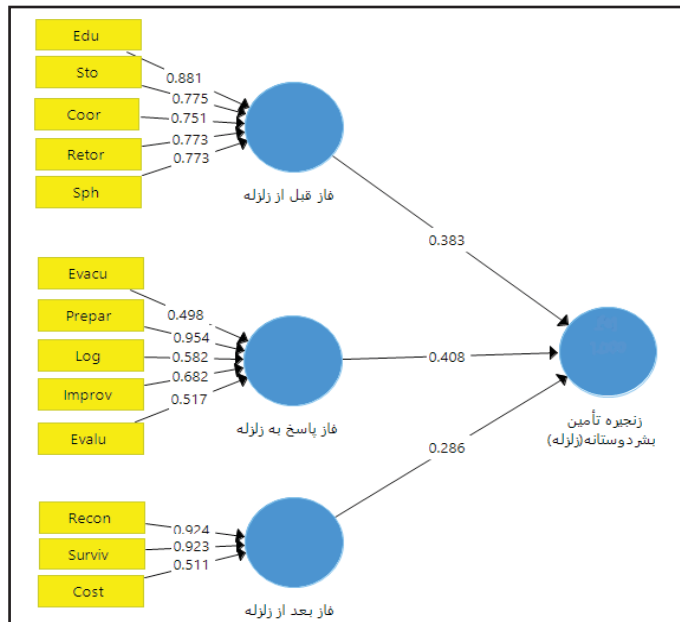 Edu
Sto
Coor
Retor
Sph
0.881
0.775
0.751
0.773
0.773
فاز قبل از زلزله
0.383
Evacu
Prepar
Log
Improv
Evalu
0.498
0.954
0.582
0.682
0.517
فاز پاسخ به زلزله
0.408
زنجیره تأمین
بشردوستانه(زلزله)
0.286
Recon
Surviv
Cost
0.924
0.923
0.511
فاز بعد از زلزله